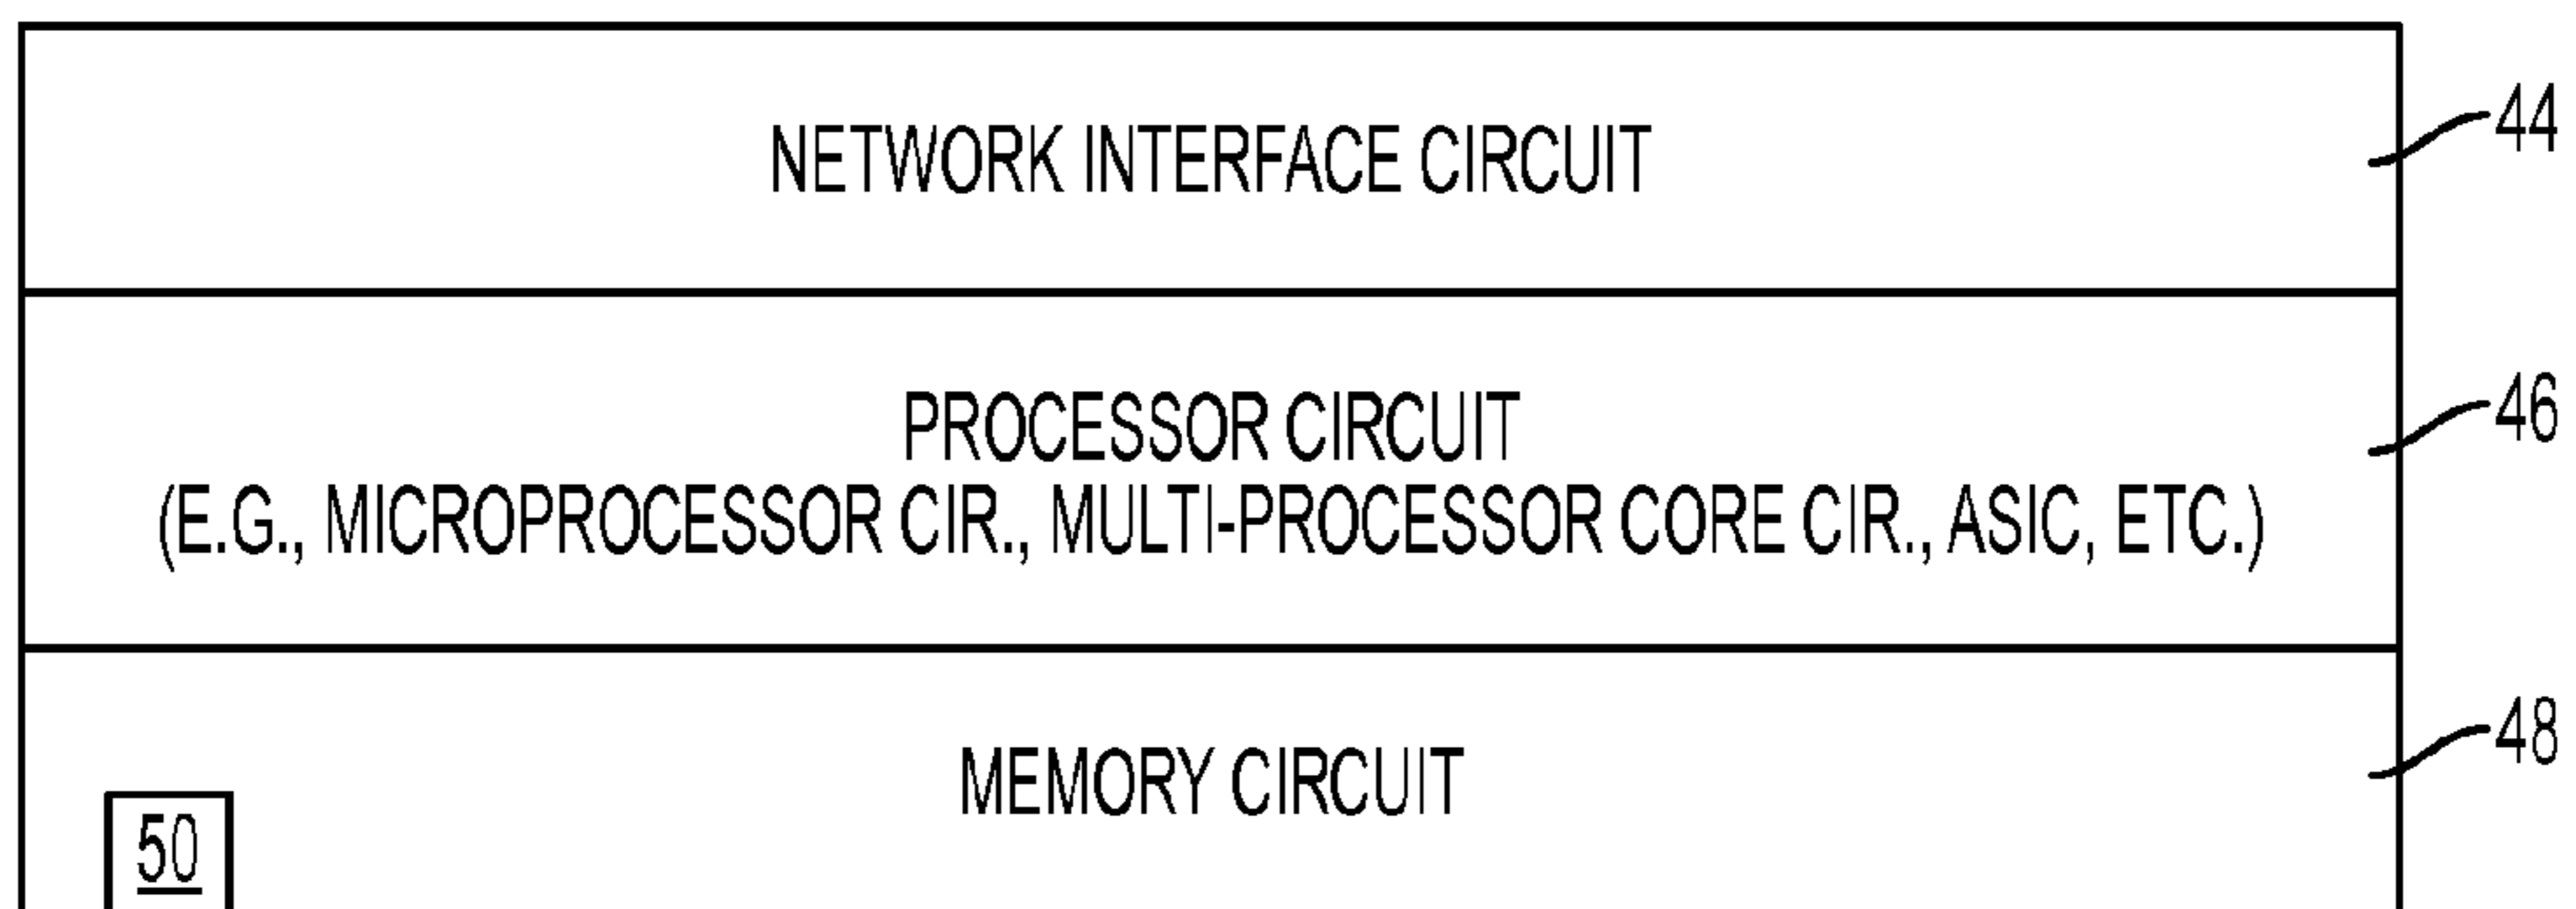 NETWORK INTERFACE CIRCUIT
44
PROCESSOR CIRCUIT
46
(E.G., MICROPROCESSOR CIR., MULTI-PROCESSOR CORE CIR., ASIC, ETC.)
MEMORY CIRCUIT
48
50